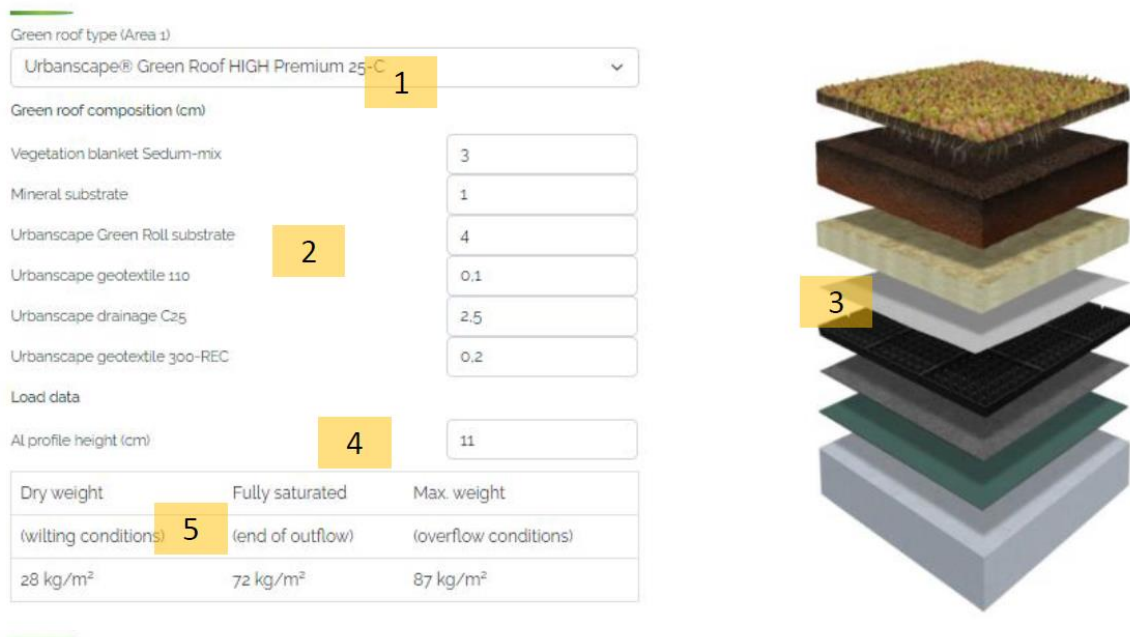 Green roof type (Area 1)
Urbanscape® Green Roof HIGH Premium 25-C
1
Green roof composition (cm)
Vegetation blanket Sedum-mix 3
Mineral substrate 1
Urbanscape Green Roll substrate 4
2
Urbanscape geotextile 110 0,1
3
Urbanscape drainage C25 2,5
Urbanscape geotextile 300-REC 0,2
Load data
Al profile height (cm) 4 11
Dry weight Fully saturated Max. weight
(wilting conditions) 5 (end of outflow) (overflow conditions)
28 kg/m² 72 kg/m² 87 kg/m²